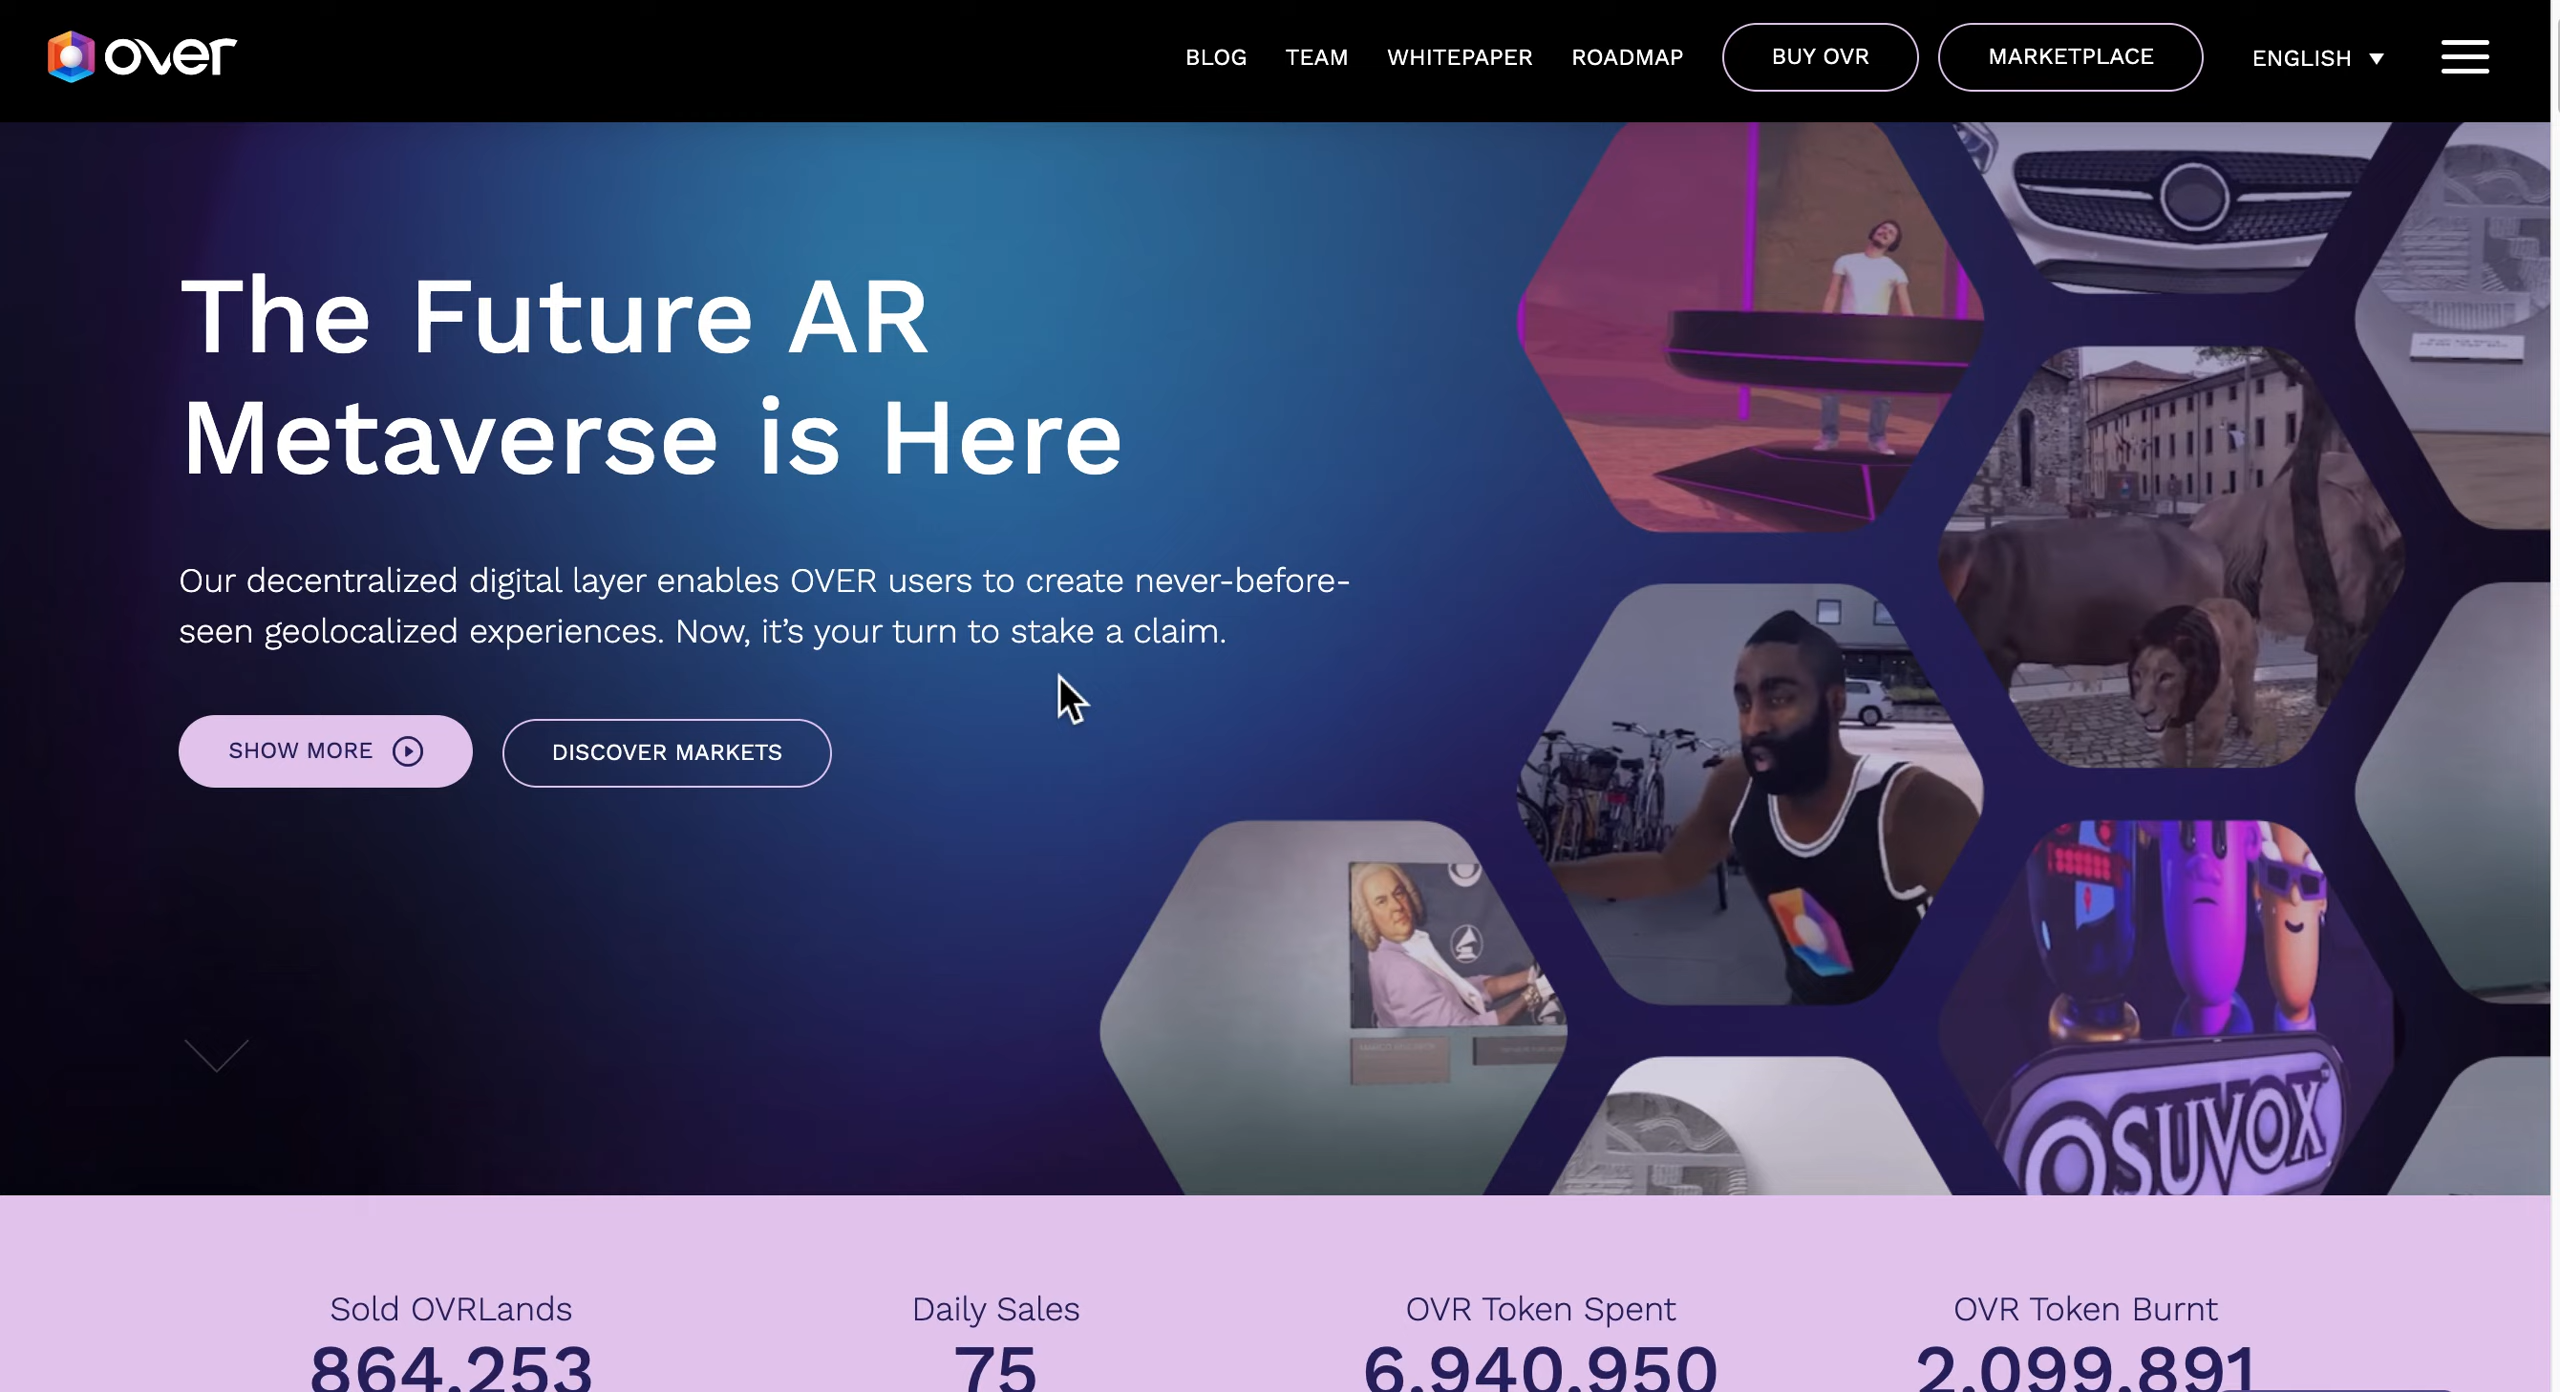 over
BLOG TEAM WHITEPAPER ROADMAP BUY OVR MARKETPLACE ENGLISH
The Future AR
Metaverse is Here
Our decentralized digital layer enables OVER users to create never-before-
seen geolocalized experiences. Now, it’s your turn to stake a claim.
SHOW MORE DISCOVER MARKETS
OSUVOX
Sold OVRLands Daily Sales OVR Token Spent OVR Token Burnt
864,253 75 6,940,950 2,099,891